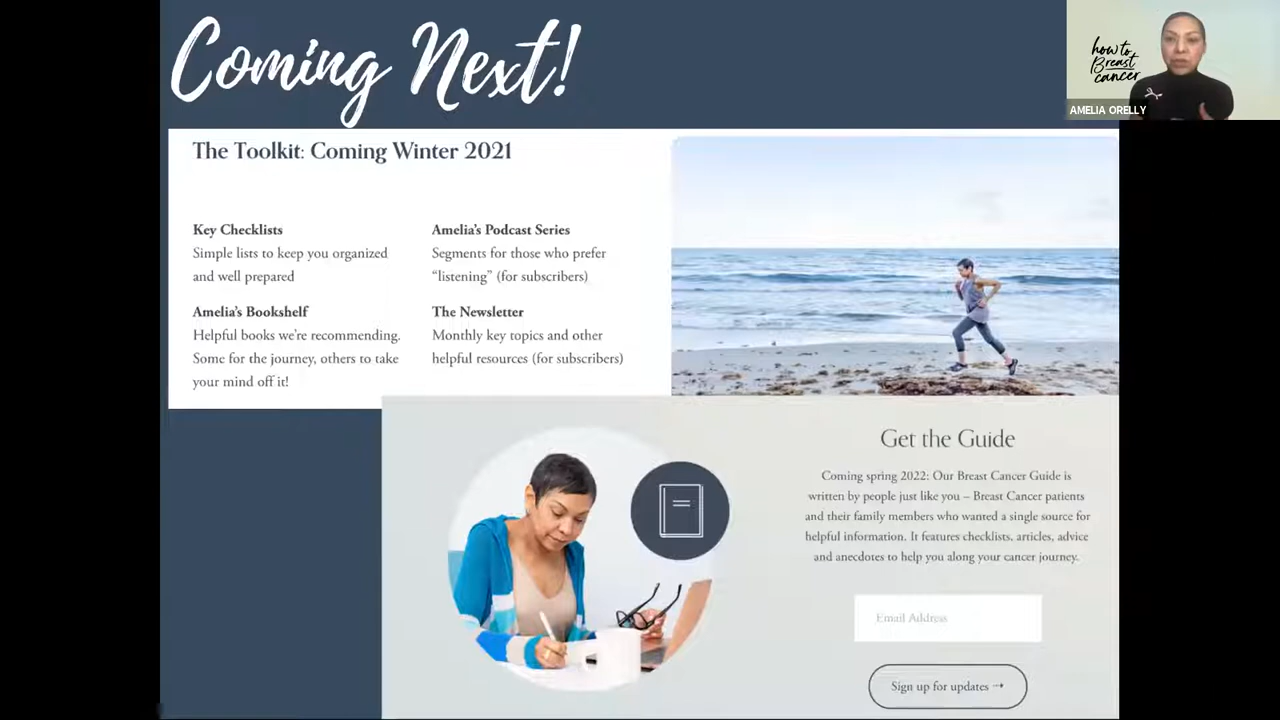 Coming Next!
how to
Breast
cancer
AMELIA ORELLY
The Toolkit: Coming Winter 2021
Key Checklists
Simple lists to keep you organized
and well prepared
Amelia’s Bookshelf
Helpful books we’re recommending.
Some for the journey, others to take
your mind off it!
Amelia’s Podcast Series
Segments for those who prefer
“listening” (for subscribers)
The Newsletter
Monthly key topics and other
helpful resources (for subscribers)
Get the Guide
Coming spring 2022: Our Breast Cancer Guide is
written by people just like you – Breast Cancer patients
and their family members who wanted a single source for
helpful information. It features checklists, articles, advice
and anecdotes to help you along your cancer journey.
Email Address
Sign up for updates →